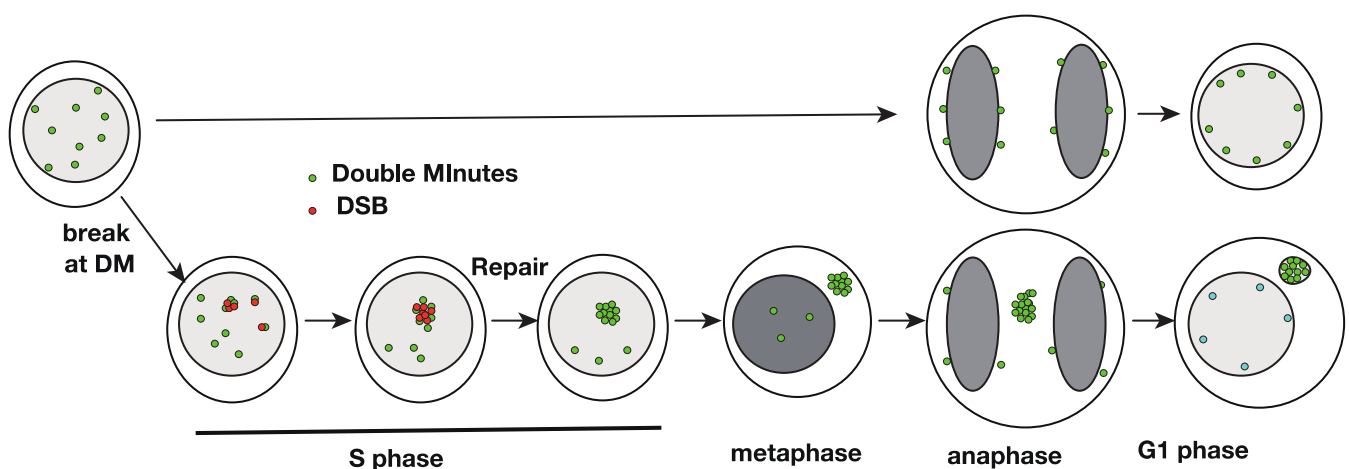 Double MInutes
DSB
break
at DM
Repair
S phase
metaphase
anaphase
G1 phase